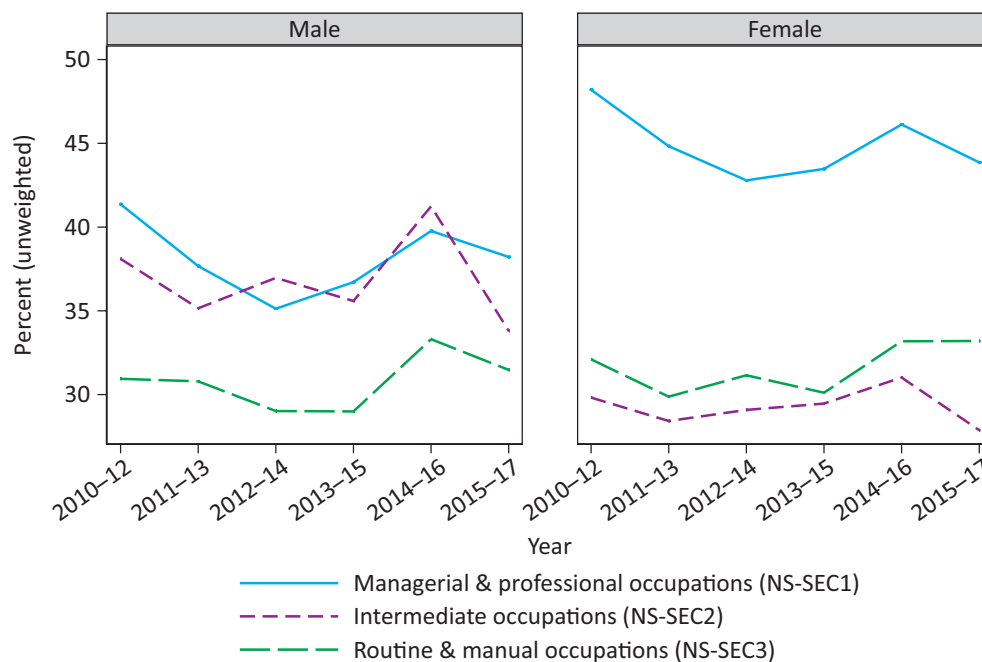 Male
Female
Percent (unweighted)
50
45
40
35
30
2010–12
2011–13
2012–14
2013–15
2014–16
2015–17
2010–12
2011–13
2012–14
2013–15
2014–16
2015–17
Year
Managerial & professional occupations (NS-SEC1)
Intermediate occupations (NS-SEC2)
Routine & manual occupations (NS-SEC3)